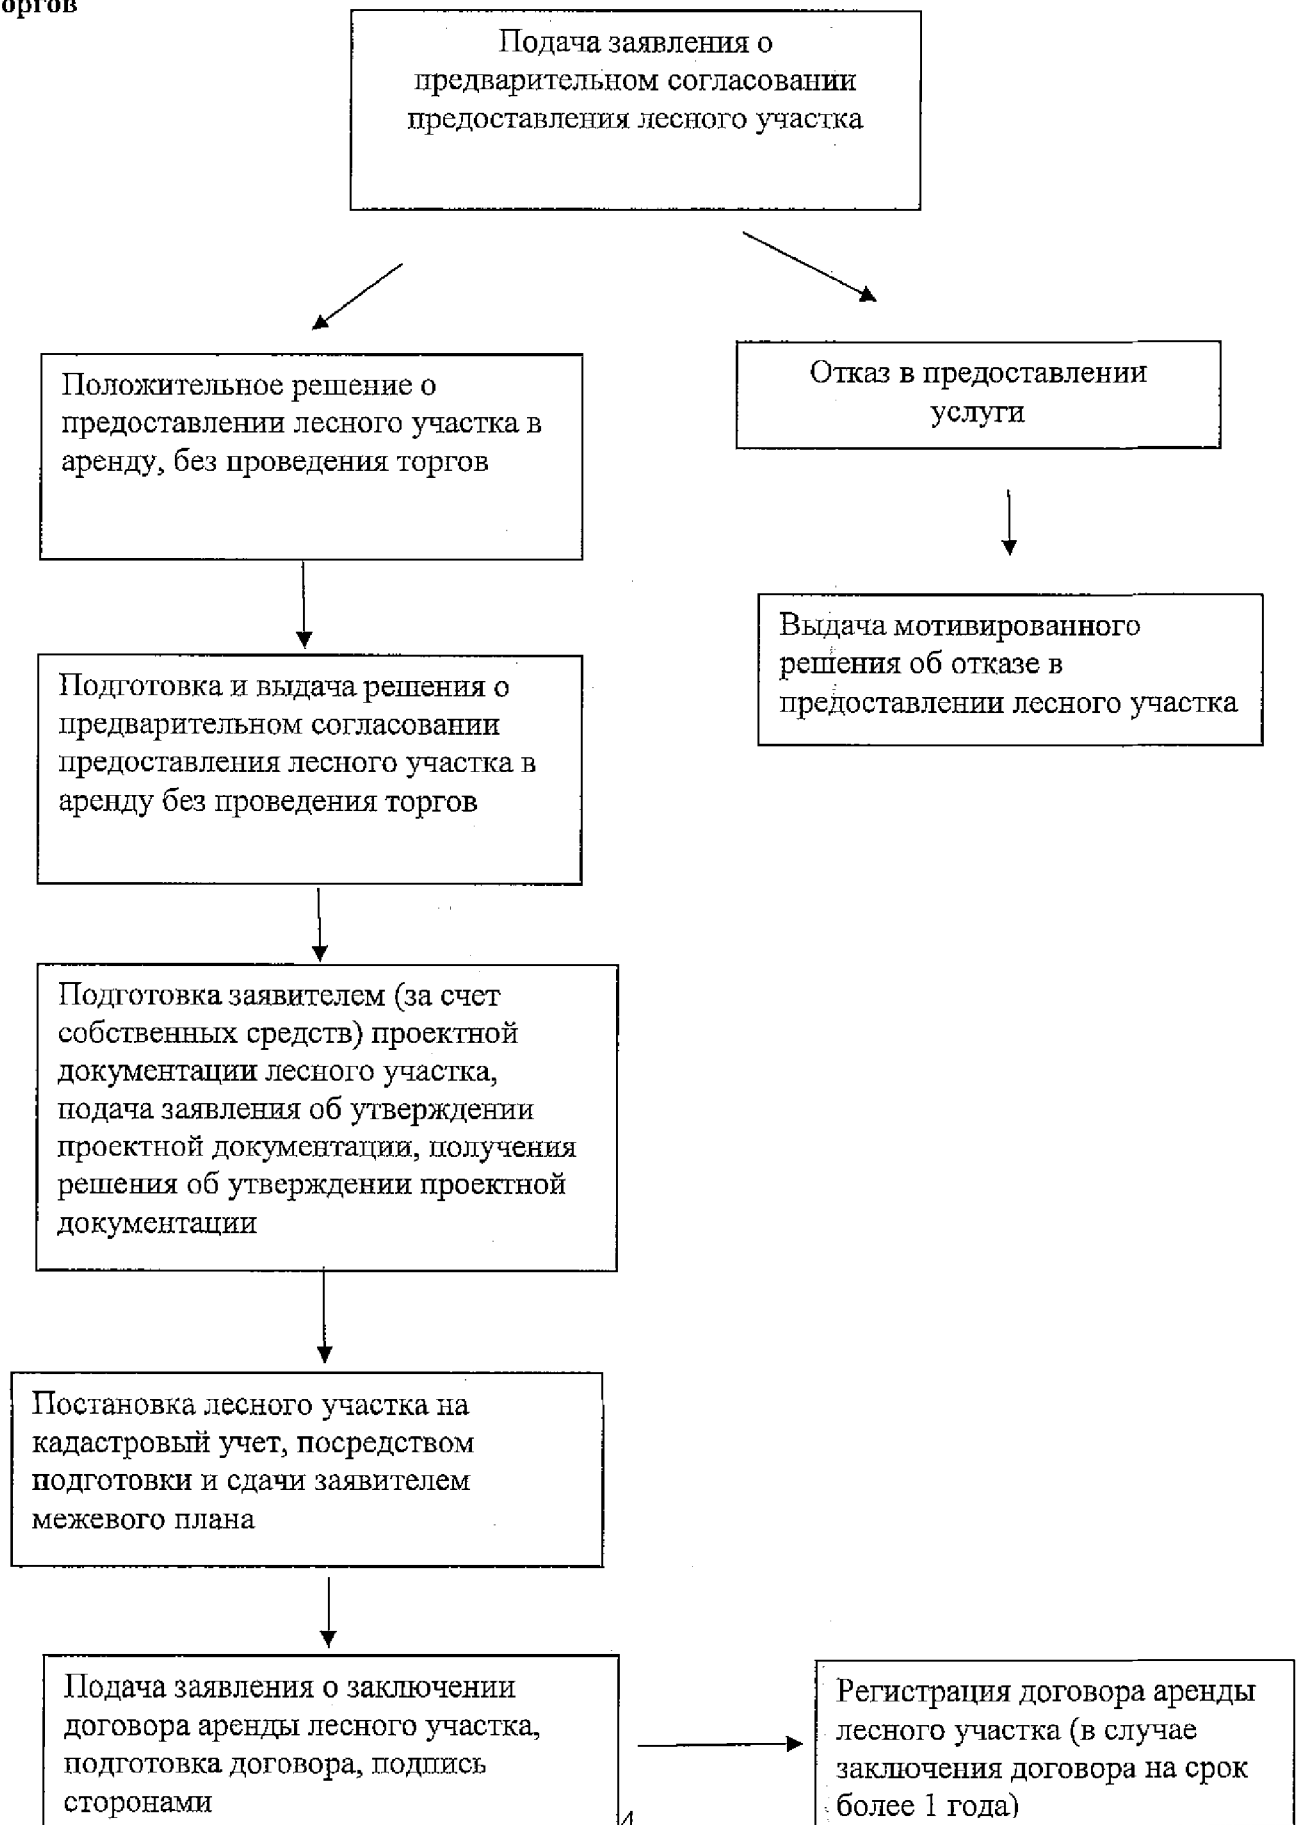 оргов
Подача заявления о
предварительном согласовании
предоставления лесного участка
Положительное решение о
предоставлении лесного участка в
аренду, без проведения торгов
Отказ в предоставлении
услуги
Выдача мотивированного
решения об отказе в
предоставлении лесного участка
Подготовка и выдача решения о
предварительном согласовании
предоставления лесного участка в
аренду без проведения торгов
Подготовка заявителем (за счет
собственных средств) проектной
документации лесного участка,
подача заявления об утверждении
проектной документации, получения
решения об утверждении проектной
документации
Постановка лесного участка на
кадастровый учет, посредством
подготовки и сдачи заявителем
межевого плана
Подача заявления о заключении
договора аренды лесного участка,
подготовка договора, подпись
сторонами
Регистрация договора аренды
лесного участка (в случае
заключения договора на срок
более 1 года)